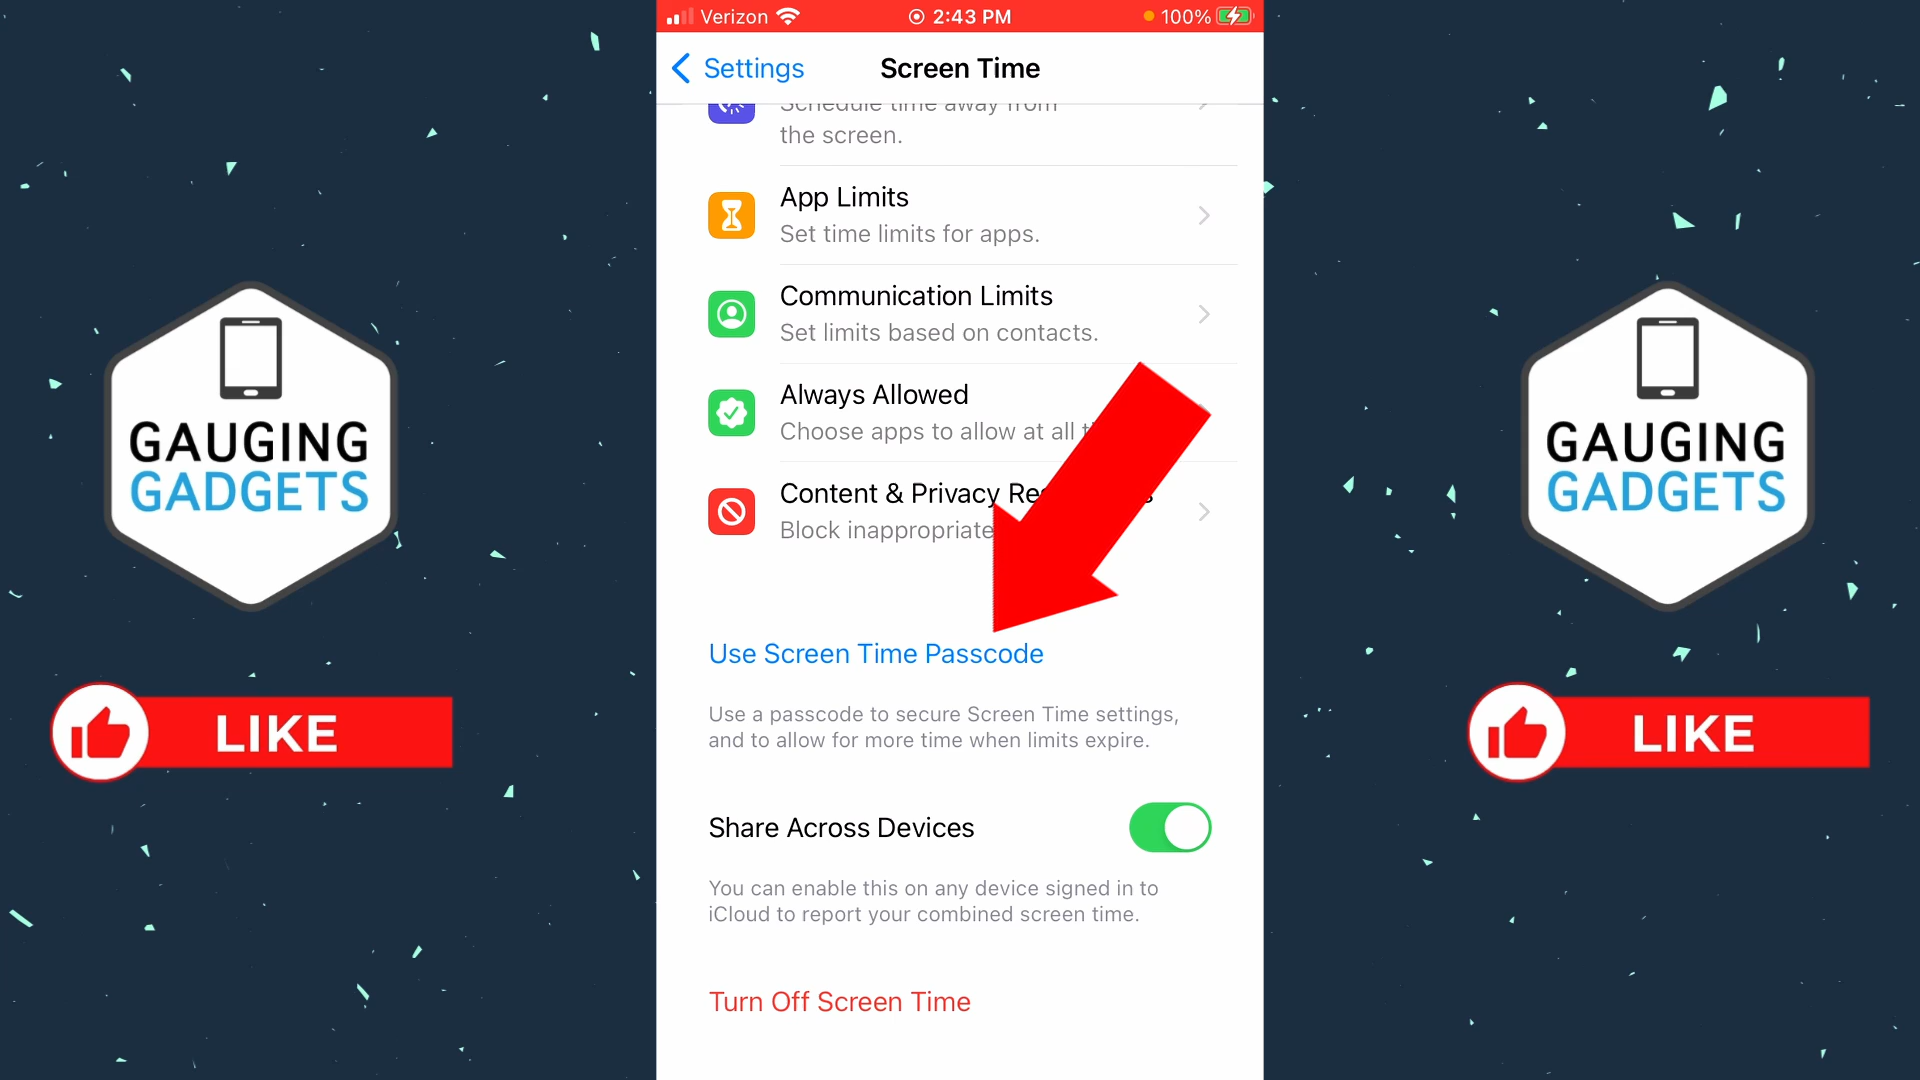 Verizon 2:43 PM 100%
Settings Screen Time
Schedule time away from
the screen.
App Limits
Set time limits for apps.
Communication Limits
Set limits based on contacts.
Always Allowed
Choose apps to allow at all
Content & Privacy
Block inappropriate
Use Screen Time Passcode
Use a passcode to secure Screen Time settings,
and to allow for more time when limits expire.
Share Across Devices
You can enable this on any device signed in to
iCloud to report your combined screen time.
Turn Off Screen Time
GAUGING
GADGETS
LIKE
GAUGING
GADGETS
LIKE